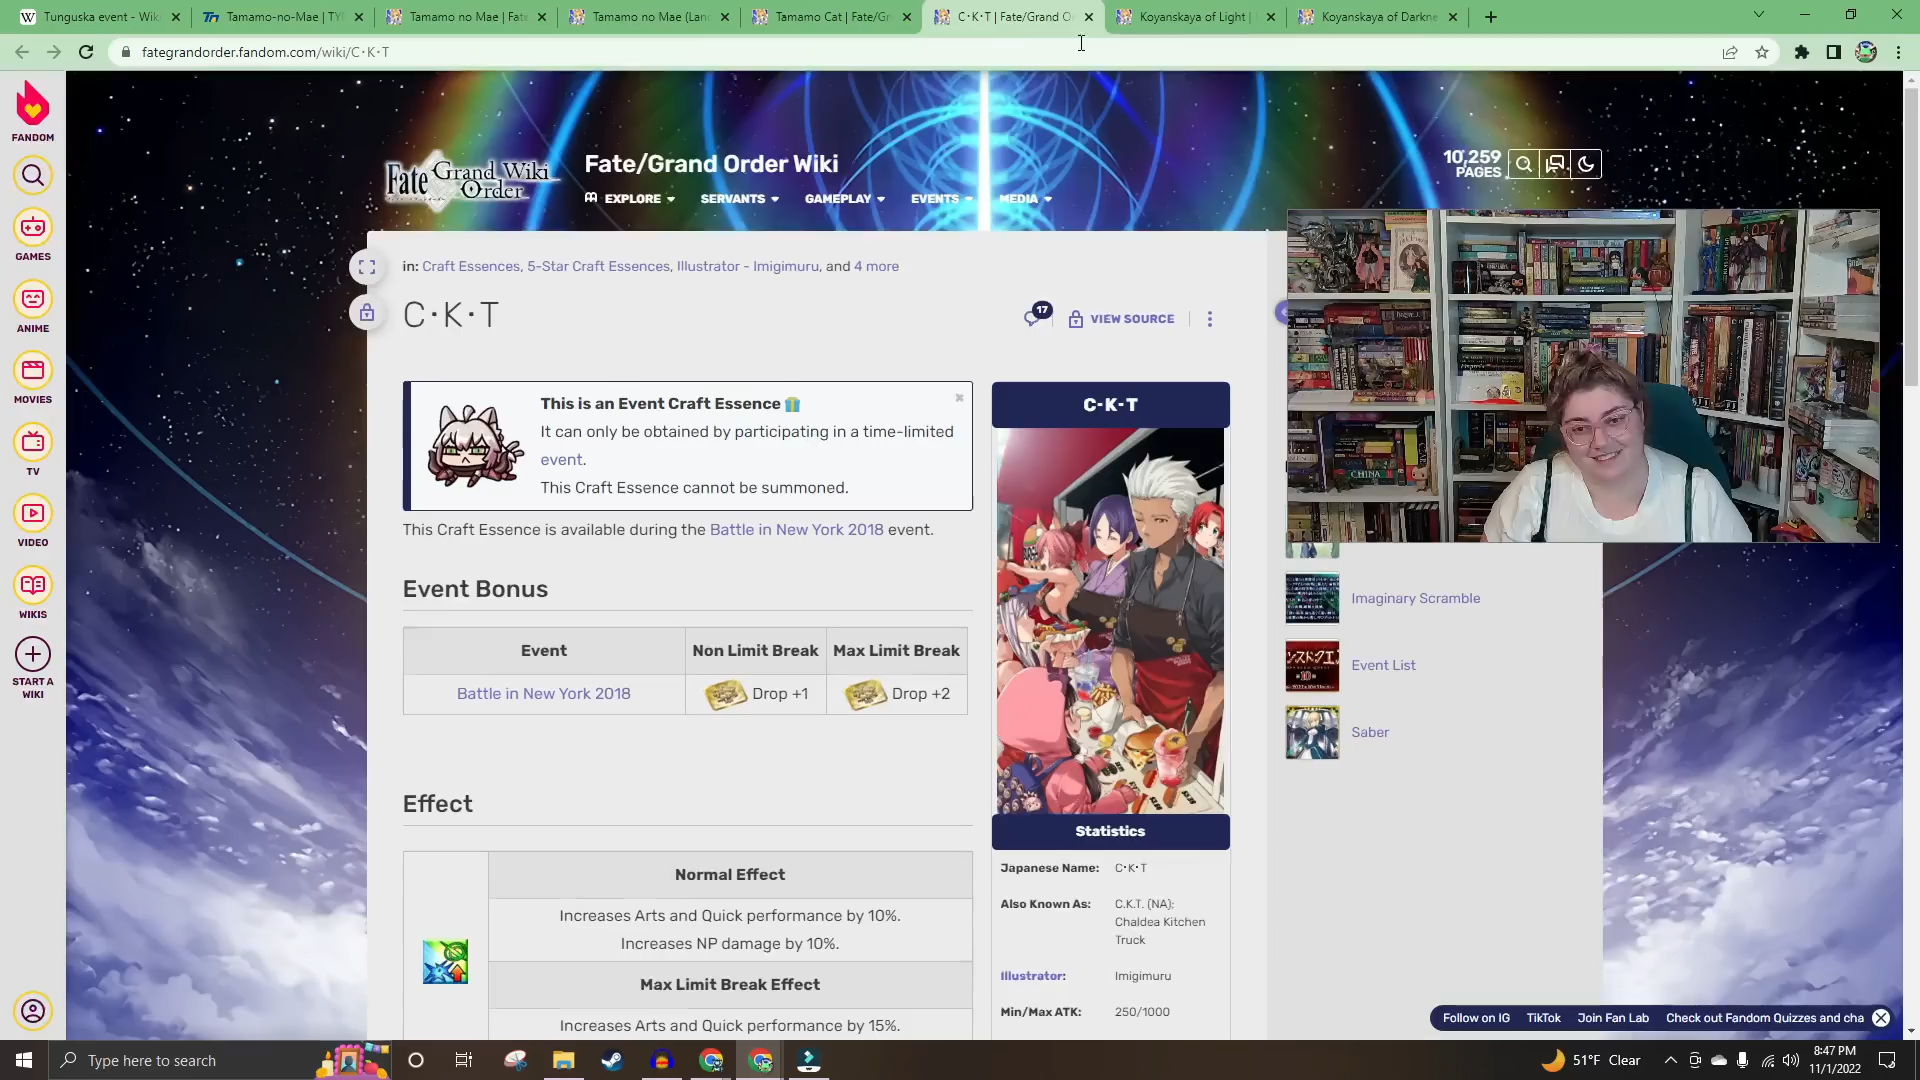 Tunguska event - Wiki
Tamamo-no-Mae | TY
Tamamo no Mae | Fate
Tamamo no Mae (Lanc
Tamamo Cat | Fate/Gr
C·K·T | Fate/Grand O
Koyanskaya of Light |
Koyanskaya of Darkne
fategrandorder.fandom.com/wiki/C·K·T
FANDOM
GAMES
ANIME
MOVIES
TV
VIDEO
WIKIS
START A
WIKI
Fate Grand Wiki
Order
Fate/Grand Order Wiki
EXPLORE
SERVANTS
GAMEPLAY
EVENTS
MEDIA
10,259
PAGES
in: Craft Essences, 5-Star Craft Essences, Illustrator - Imigimuru, and 4 more
C·K·T
17
VIEW SOURCE
This is an Event Craft Essence
It can only be obtained by participating in a time-limited
event.
This Craft Essence cannot be summoned.
This Craft Essence is available during the Battle in New York 2018 event.
Event Bonus
Event Non Limit Break Max Limit Break
Battle in New York 2018 Drop +1 Drop +2
Effect
Normal Effect
Increases Arts and Quick performance by 10%.
Increases NP damage by 10%.
Max Limit Break Effect
Increases Arts and Quick performance by 15%.
C·K·T
Statistics
Japanese Name: C·K·T
Also Known As: C.K.T. (NA);
Chaldea Kitchen
Truck
Illustrator: Imigimuru
Min/Max ATK: 250/1000
CHINA
Imaginary Scramble
Event List
Saber
Follow on IG TikTok Join Fan Lab Check out Fandom Quizzes and cha
Type here to search
51°F Clear
8:47 PM
11/1/2022